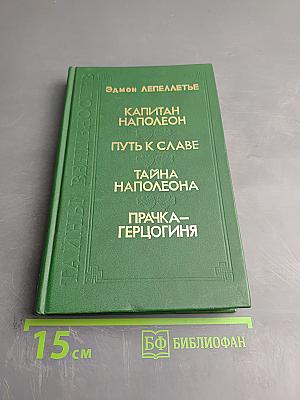 Эдмон ЛЕПЕЛЛЕТЬЕ
КАПИТАН
НАПОЛЕОН
ПУТЬ К СЛАВЕ
ТАЙНА
НАПОЛЕОНА
ПРАЧКА—
ГЕРЦОГИНЯ
15 см
БФ БИБЛИОФАН